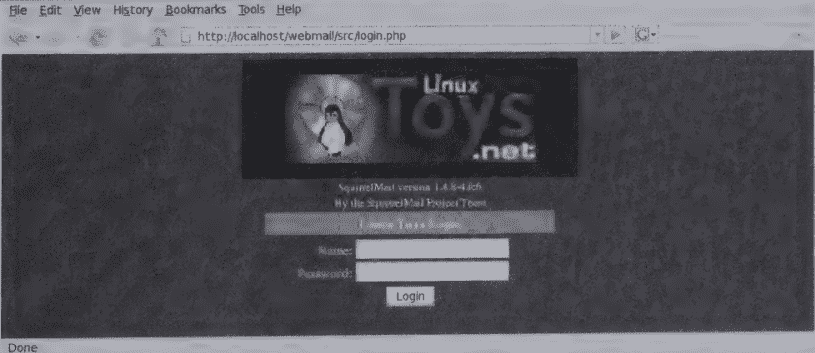 File Edit View History Bookmarks Tools Help
http://localhost/webmail/src/login.php
Linux
Toys
.net
SquirrelMail version 1.4.8-4.fc6
By the SquirrelMail Project Team
Linux Toys Login
Name:
Password:
Login
Done